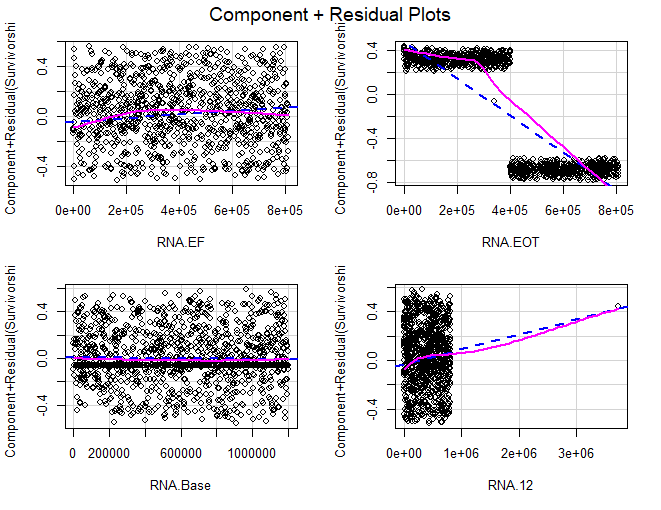 Component + Residual Plots
Component+Residual(Survivorshi
0.4
0.0
-0.4
0e+00 2e+05 4e+05 6e+05 8e+05
RNA.EF
Component+Residual(Survivorshi
0.4
0.0
-0.4
-0.8
0e+00 2e+05 4e+05 6e+05 8e+05
RNA.EOT
Component+Residual(Survivorshi
0.4
0.0
-0.4
0 200000 600000 1000000
RNA.Base
Component+Residual(Survivorshi
0.4
0.0
-0.4
0e+00 1e+06 2e+06 3e+06
RNA.12